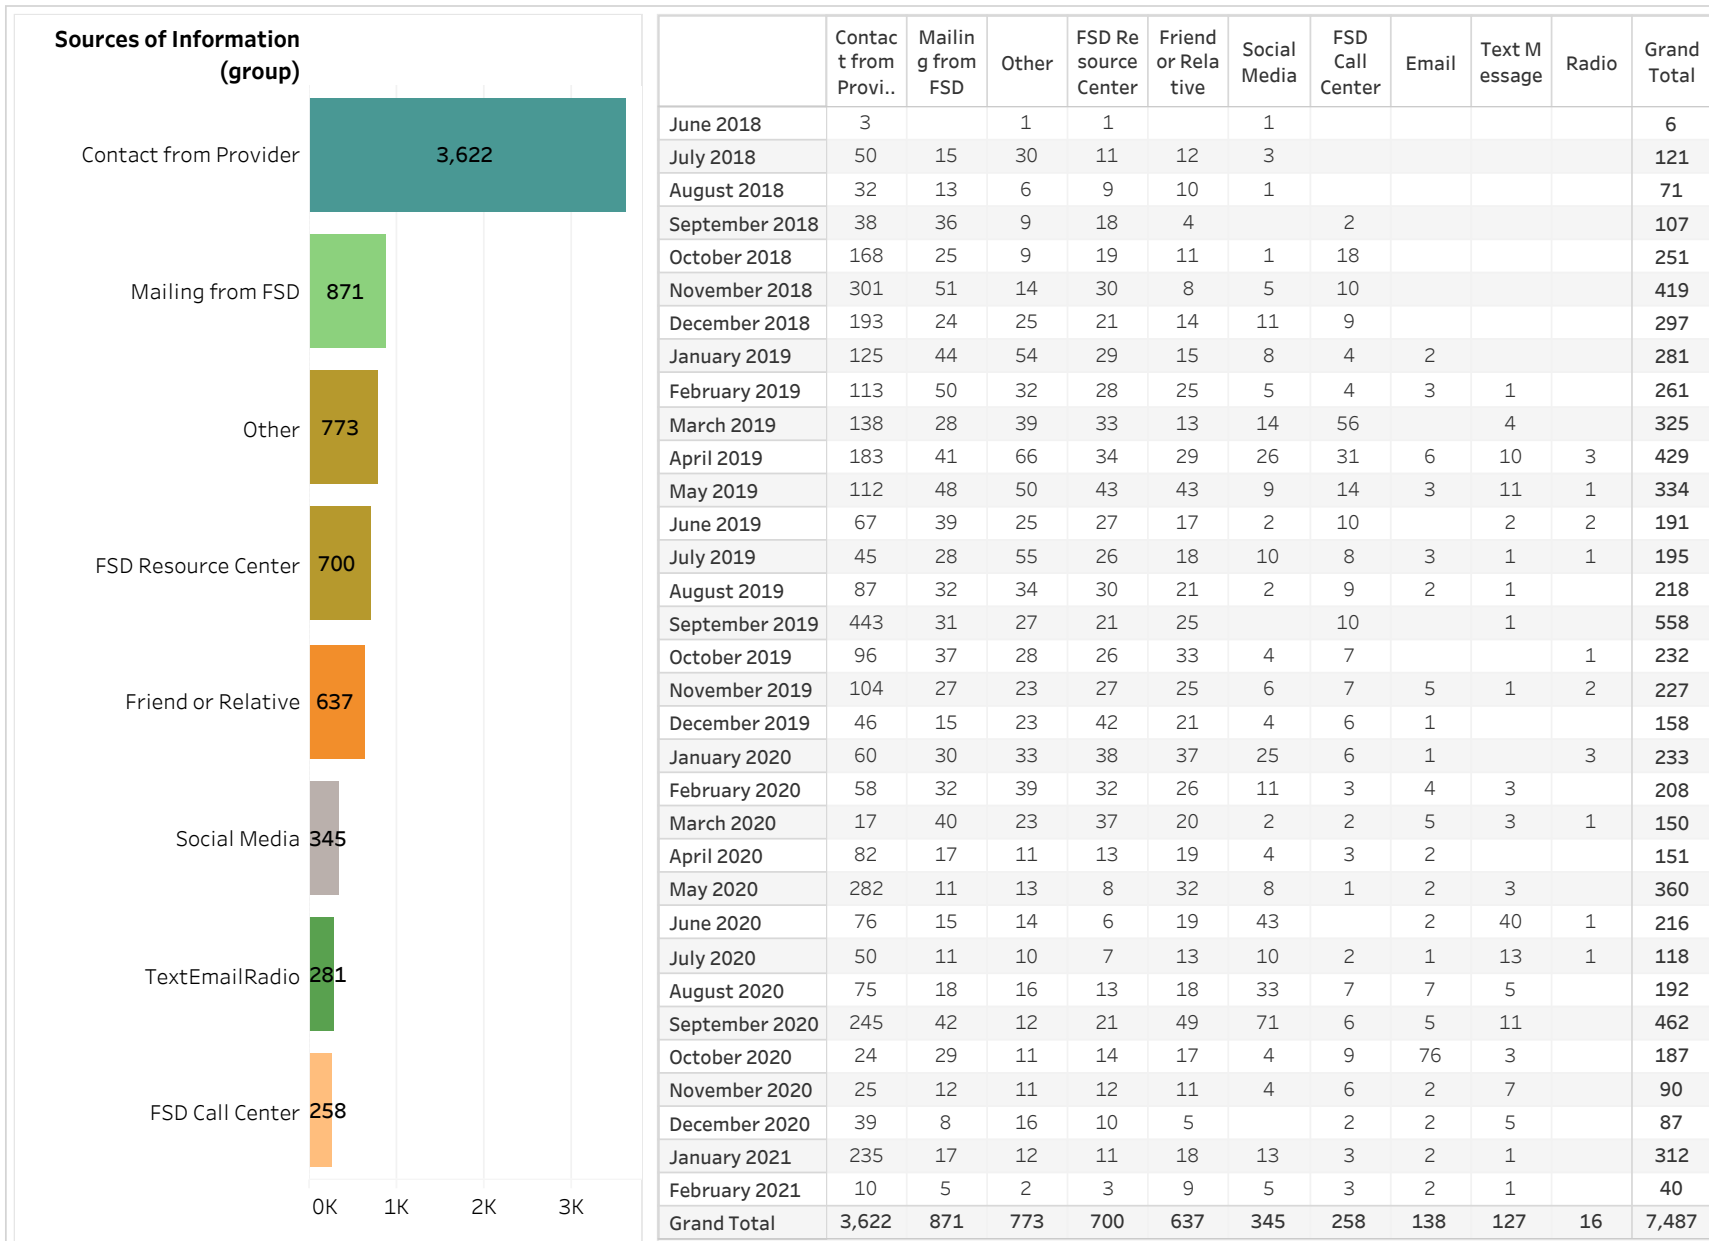 Sources of Information
(group)
Contact from Provider 3,622
Mailing from FSD 871
Other 773
FSD Resource Center 700
Friend or Relative 637
Social Media 345
TextEmailRadio 281
FSD Call Center 258
0K 1K 2K 3K
Contac
t from
Provi..
Mailin
g from
FSD
Other
FSD Re
source
Center
Friend
or Rela
tive
Social
Media
FSD
Call
Center
Email
Text M
essage
Radio
Grand
Total
June 2018 3 1 1 1 6
July 2018 50 15 30 11 12 3 121
August 2018 32 13 6 9 10 1 71
September 2018 38 36 9 18 4 2 107
October 2018 168 25 9 19 11 1 18 251
November 2018 301 51 14 30 8 5 10 419
December 2018 193 24 25 21 14 11 9 297
January 2019 125 44 54 29 15 8 4 2 281
February 2019 113 50 32 28 25 5 4 3 1 261
March 2019 138 28 39 33 13 14 56 4 325
April 2019 183 41 66 34 29 26 31 6 10 3 429
May 2019 112 48 50 43 43 9 14 3 11 1 334
June 2019 67 39 25 27 17 2 10 2 2 191
July 2019 45 28 55 26 18 10 8 3 1 1 195
August 2019 87 32 34 30 21 2 9 2 1 218
September 2019 443 31 27 21 25 10 1 558
October 2019 96 37 28 26 33 4 7 1 232
November 2019 104 27 23 27 25 6 7 5 1 2 227
December 2019 46 15 23 42 21 4 6 1 158
January 2020 60 30 33 38 37 25 6 1 3 233
February 2020 58 32 39 32 26 11 3 4 3 208
March 2020 17 40 23 37 20 2 2 5 3 1 150
April 2020 82 17 11 13 19 4 3 2 151
May 2020 282 11 13 8 32 8 1 2 3 360
June 2020 76 15 14 6 19 43 2 40 1 216
July 2020 50 11 10 7 13 10 2 1 13 1 118
August 2020 75 18 16 13 18 33 7 7 5 192
September 2020 245 42 12 21 49 71 6 5 11 462
October 2020 24 29 11 14 17 4 9 76 3 187
November 2020 25 12 11 12 11 4 6 2 7 90
December 2020 39 8 16 10 5 2 2 5 87
January 2021 235 17 12 11 18 13 3 2 1 312
February 2021 10 5 2 3 9 5 3 2 1 40
Grand Total 3,622 871 773 700 637 345 258 138 127 16 7,487